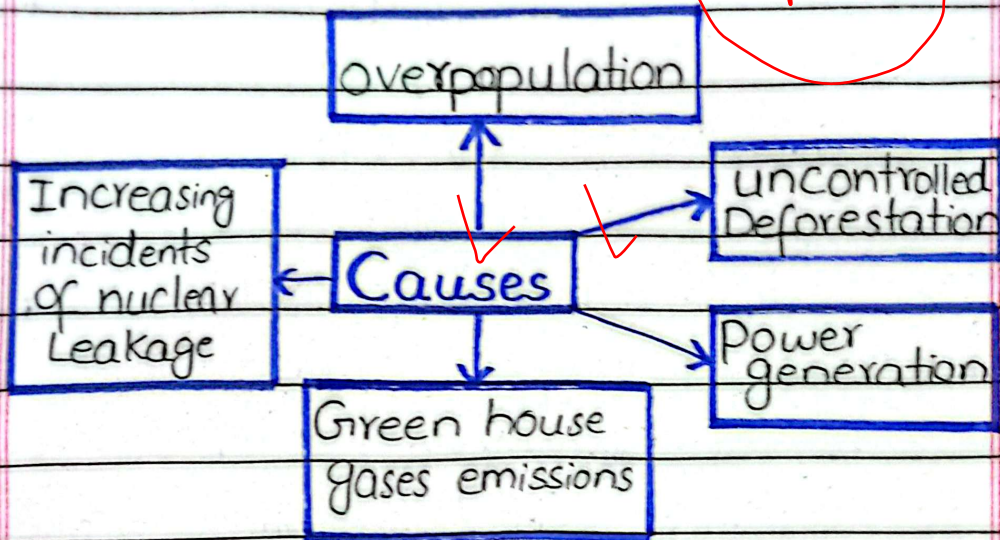 overpopulation
uncontrolled
Deforestation
Increasing
incidents
of nuclear
Leakage
Causes
Power
generation
Green house
gases emissions